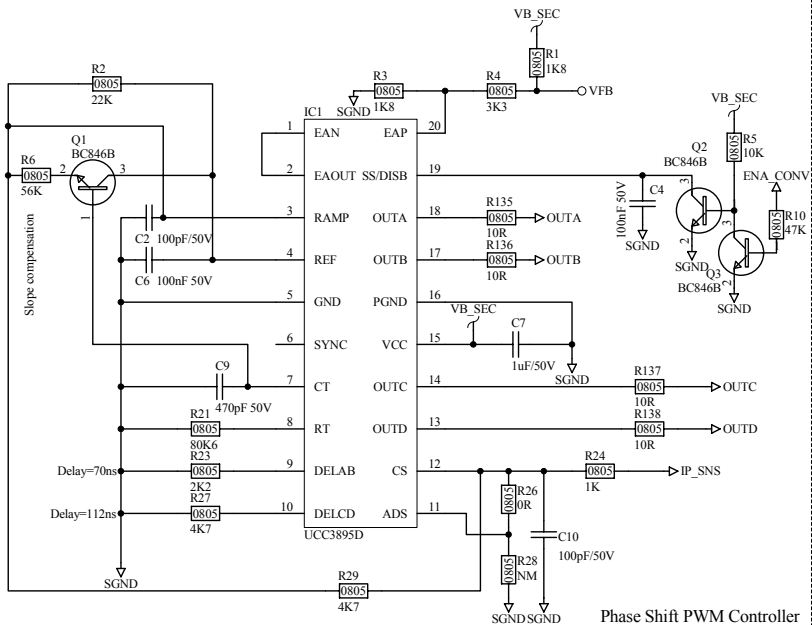 VB_SEC
R1
0805
1K8
R3
0805
1K8
SGND
R4
0805
3K3
VFB
R2
0805
22K
IC1
1
EAN
EAP
20
2
EAOUT
SS/DISB
19
3
RAMP
OUTA
18
4
REF
OUTB
17
5
GND
PGND
16
6
SYNC
VCC
15
7
CT
OUTC
14
8
RT
OUTD
13
9
DELAB
CS
12
10
DELCD
ADS
11
UCC3895D
Q1
BC846B
2
3
1
R6
0805
56K
Slope compensation
C2
100pF/50V
C6
100nF 50V
C9
470pF 50V
R21
0805
80K6
Delay=70ns
R23
0805
2K2
Delay=112ns
R27
0805
4K7
SGND
R29
0805
4K7
VB_SEC
R5
0805
10K
Q2
BC846B
3
2
SGND
ENA_CONV
R10
0805
47K
Q3
BC846B
3
2
SGND
C4
100nF 50V
SGND
R135
0805
10R
OUTA
R136
0805
10R
OUTB
VB_SEC
C7
1uF/50V
SGND
R137
0805
10R
OUTC
R138
0805
10R
OUTD
R24
0805
1K
IP_SNS
R26
0805
0R
R28
0805
NM
C10
100pF/50V
SGND
SGND
Phase Shift PWM Controller